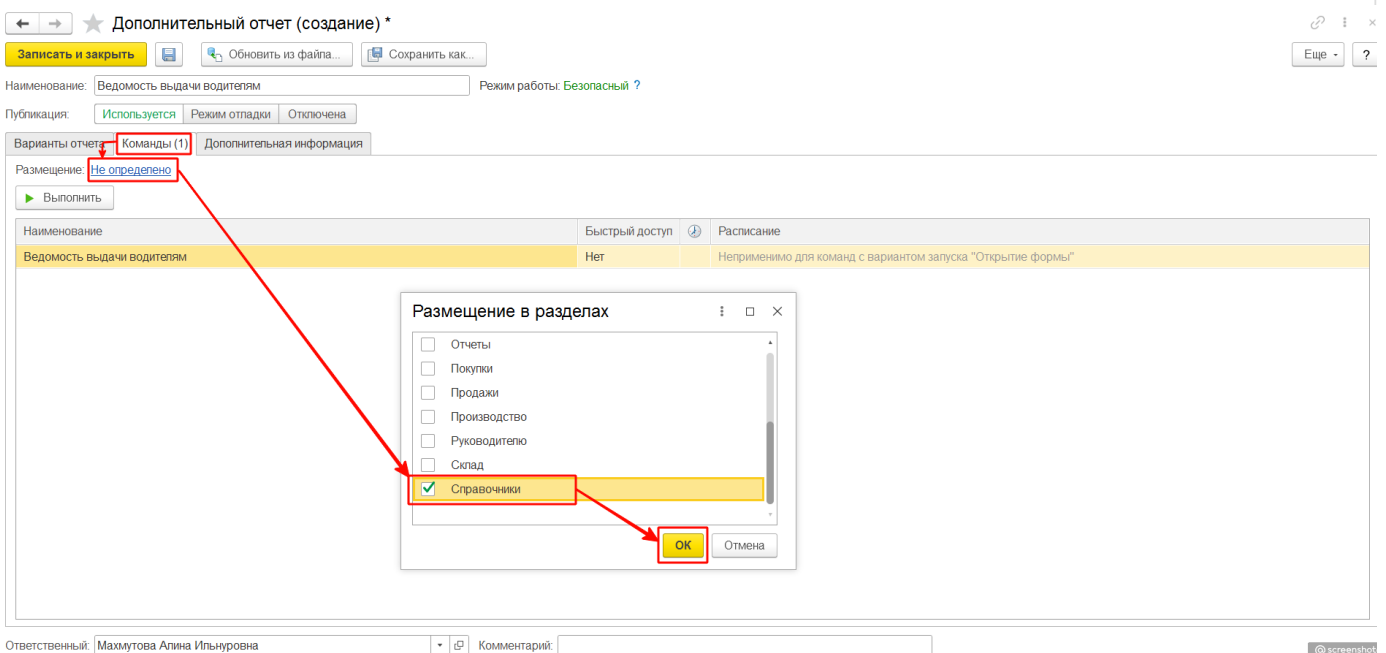 Дополнительный отчет (создание) *
Записать и закрыть Обновить из файла... Сохранить как... Еще ?
Наименование: Ведомость выдачи водителям Режим работы: Безопасный ?
Публикация: Используется Режим отладки Отключена
Варианты отчета Команды (1) Дополнительная информация
Размещение: Не определено
Выполнить
Наименование Быстрый доступ Расписание
Ведомость выдачи водителям Нет Неприменимо для команд с вариантом запуска "Открытие формы"
Размещение в разделах
Отчеты
Покупки
Продажи
Производство
Руководителю
Склад
Справочники
ОК Отмена
Ответственный: Махмутова Алина Ильнуровна Комментарий:
@screenshot